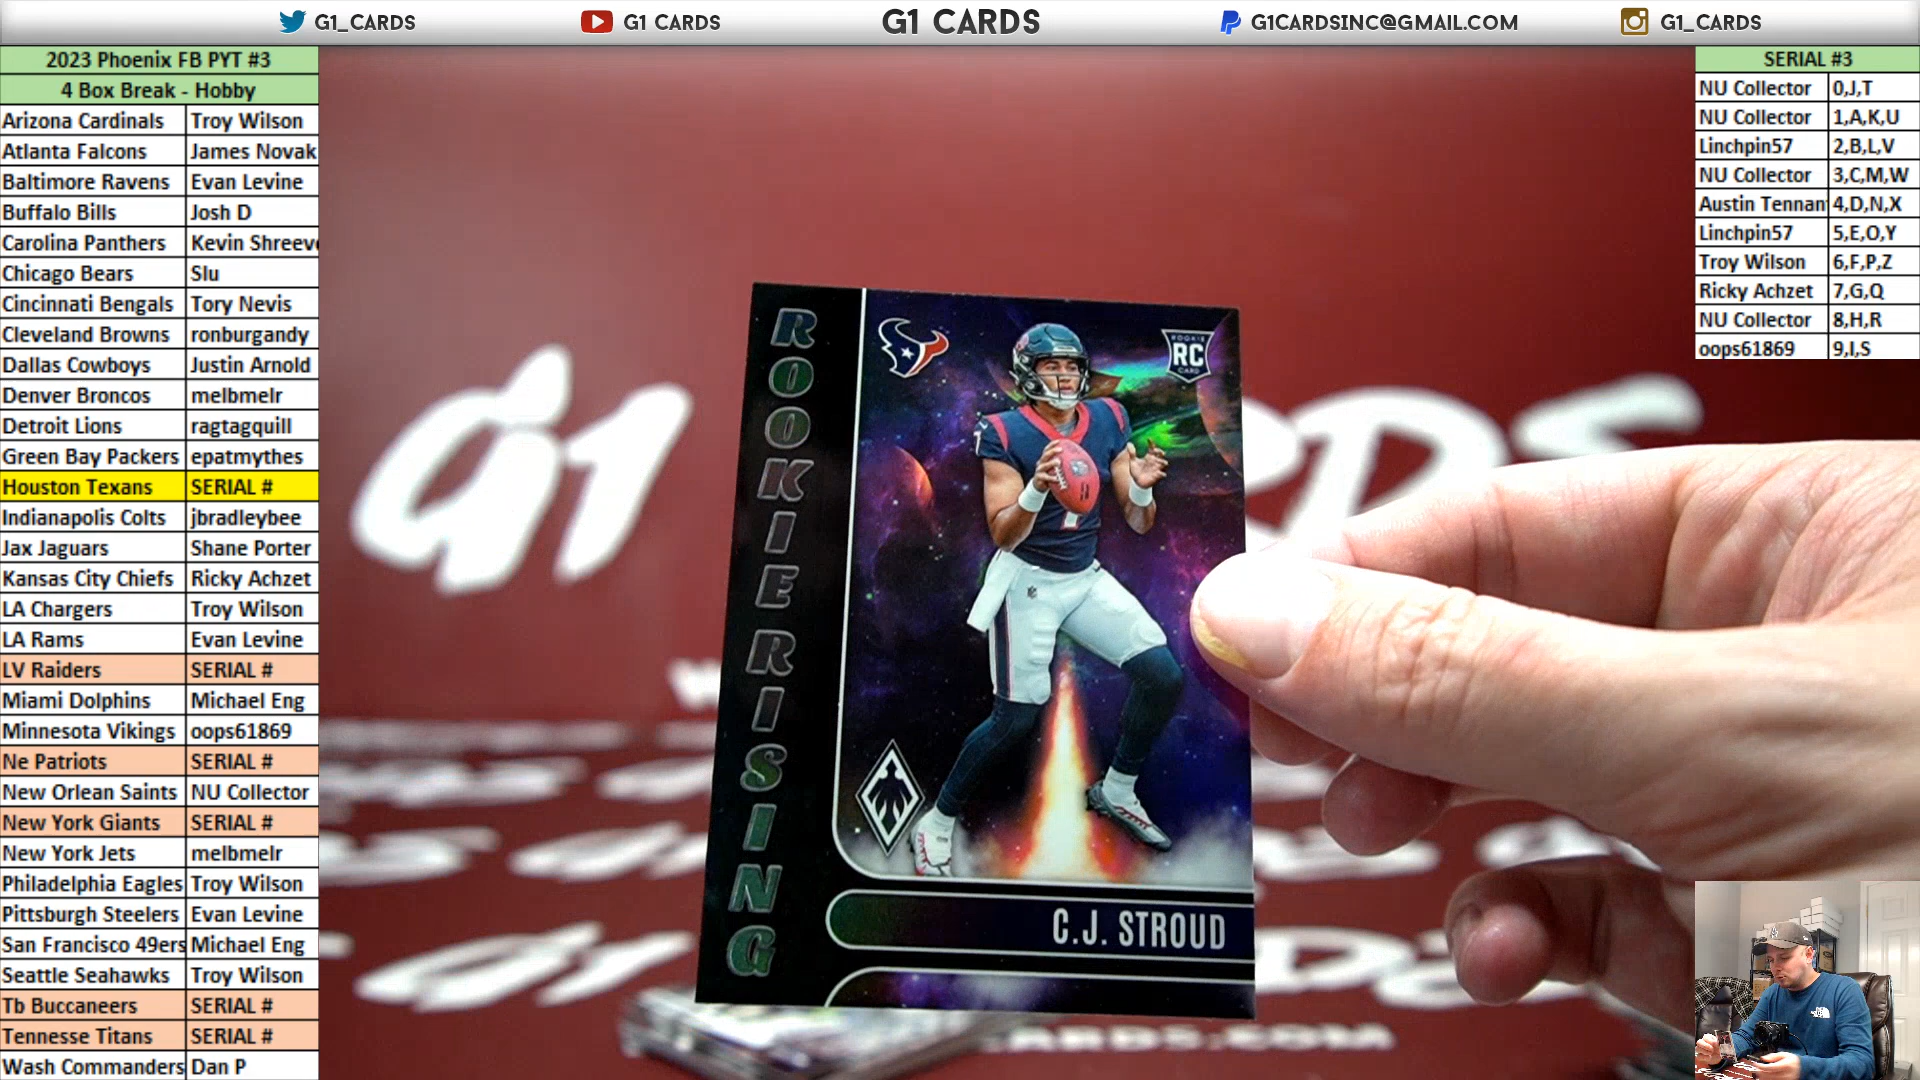 G1_CARDS
G1 CARDS
G1 CARDS
G1CARDSINC@GMAIL.COM
G1_CARDS
2023 Phoenix FB PYT #3
4 Box Break - Hobby
Arizona Cardinals Troy Wilson
Atlanta Falcons James Novak
Baltimore Ravens Evan Levine
Buffalo Bills Josh D
Carolina Panthers Kevin Shreeve
Chicago Bears Slu
Cincinnati Bengals Tory Nevis
Cleveland Browns ronburgandy
Dallas Cowboys Justin Arnold
Denver Broncos melbmelr
Detroit Lions ragtagquill
Green Bay Packers epatmythes
Houston Texans SERIAL #
Indianapolis Colts jbradleybee
Jax Jaguars Shane Porter
Kansas City Chiefs Ricky Achzet
LA Chargers Troy Wilson
LA Rams Evan Levine
LV Raiders SERIAL #
Miami Dolphins Michael Eng
Minnesota Vikings oops61869
Ne Patriots SERIAL #
New Orlean Saints NU Collector
New York Giants SERIAL #
New York Jets melbmelr
Philadelphia Eagles Troy Wilson
Pittsburgh Steelers Evan Levine
San Francisco 49ers Michael Eng
Seattle Seahawks Troy Wilson
Tb Buccaneers SERIAL #
Tennesse Titans SERIAL #
Wash Commanders Dan P
SERIAL #3
NU Collector 0,J,T
NU Collector 1,A,K,U
Linchpin57 2,B,L,V
NU Collector 3,C,M,W
Austin Tennan 4,D,N,X
Linchpin57 5,E,O,Y
Troy Wilson 6,F,P,Z
Ricky Achzet 7,G,Q
NU Collector 8,H,R
oops61869 9,I,S
ROOKIE RISING
ROOKIE
RC
CARD
C.J. STROUD
G1
ARDS.COM